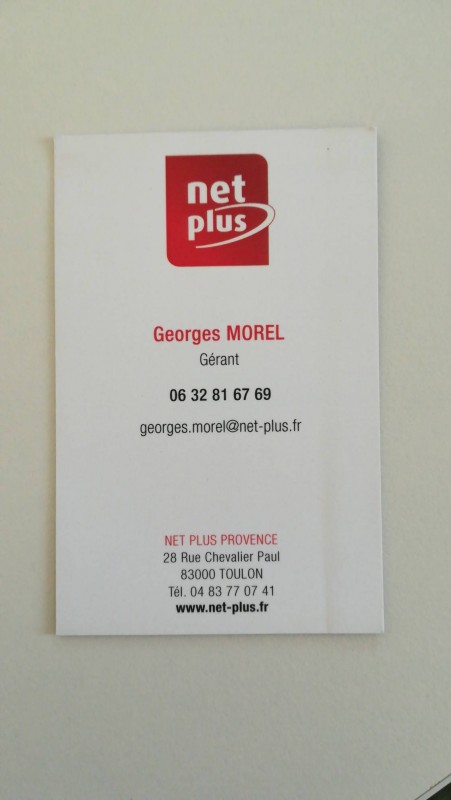 net
plus
Georges MOREL
Gérant
06 32 81 67 69
georges.morel@net-plus.fr
NET PLUS PROVENCE
28 Rue Chevalier Paul
83000 TOULON
Tél. 04 83 77 07 41
www.net-plus.fr